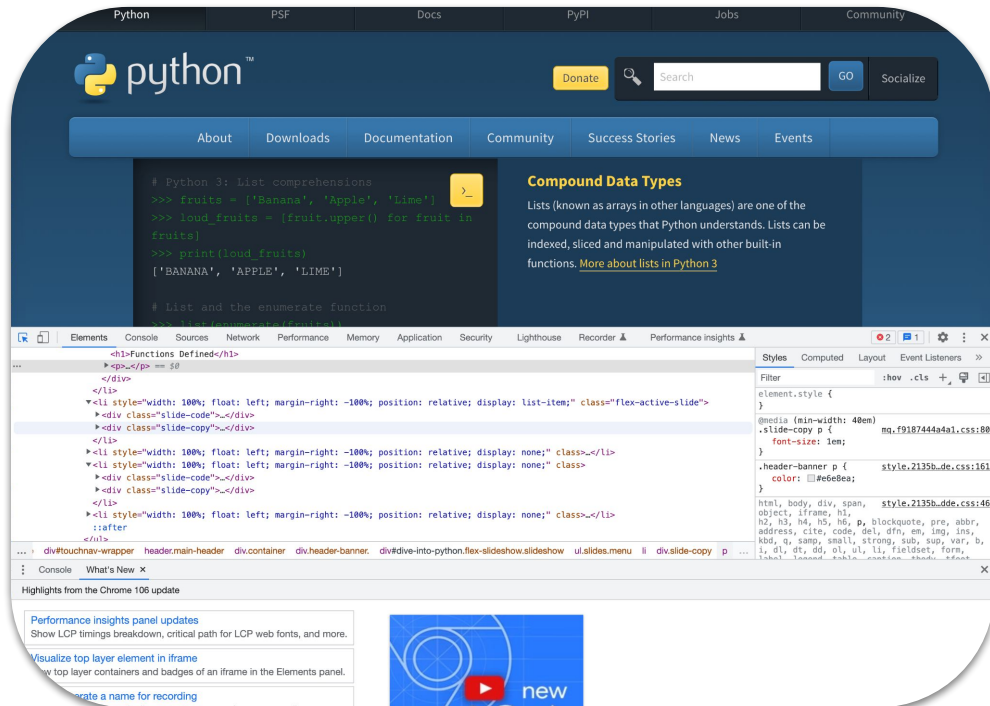 Python PSF Docs PyPI Jobs Community
python™
Donate Search GO Socialize
About Downloads Documentation Community Success Stories News Events
# Python 3: List comprehensions
>>> fruits = ['Banana', 'Apple', 'Lime']
>>> loud_fruits = [fruit.upper() for fruit in
fruits]
>>> print(loud_fruits)
['BANANA', 'APPLE', 'LIME']
# List and the enumerate function
>>> list(enumerate(fruits))
>_
Compound Data Types
Lists (known as arrays in other languages) are one of the
compound data types that Python understands. Lists can be
indexed, sliced and manipulated with other built-in
functions. More about lists in Python 3
Elements Console Sources Network Performance Memory Application Security Lighthouse Recorder Performance insights 2 1
<h1>Functions Defined</h1>
... <p>…</p> == $0
</div>
</li>
<li style="width: 100%; float: left; margin-right: -100%; position: relative; display: list-item;" class="flex-active-slide">
<div class="slide-code">…</div>
<div class="slide-copy">…</div>
</li>
<li style="width: 100%; float: left; margin-right: -100%; position: relative; display: none;" class>…</li>
<li style="width: 100%; float: left; margin-right: -100%; position: relative; display: none;" class>
<div class="slide-code">…</div>
<div class="slide-copy">…</div>
</li>
<li style="width: 100%; float: left; margin-right: -100%; position: relative; display: none;" class>…</li>
::after
</ul>
... div#touchnav-wrapper header.main-header div.container div.header-banner. div#dive-into-python.flex-slideshow.slideshow ul.slides.menu li div.slide-copy p ...
Styles Computed Layout Event Listeners »
Filter :hov .cls +
element.style {
}
@media (min-width: 40em)
.slide-copy p { mq.f9187444a4a1.css:80
font-size: 1em;
}
.header-banner p { style.2135b…de.css:161
color: #e6e8ea;
}
html, body, div, span, style.2135b…dde.css:46
object, iframe, h1,
h2, h3, h4, h5, h6, p, blockquote, pre, abbr,
address, cite, code, del, dfn, em, img, ins,
kbd, q, samp, small, strong, sub, sup, var, b,
i, dl, dt, dd, ol, ul, li, fieldset, form,
label, legend, table, caption, tbody, tfoot,
Console What's New ×
Highlights from the Chrome 106 update
Performance insights panel updates
Show LCP timings breakdown, critical path for LCP web fonts, and more.
Visualize top layer element in iframe
top layer containers and badges of an iframe in the Elements panel.
a name for recording
new